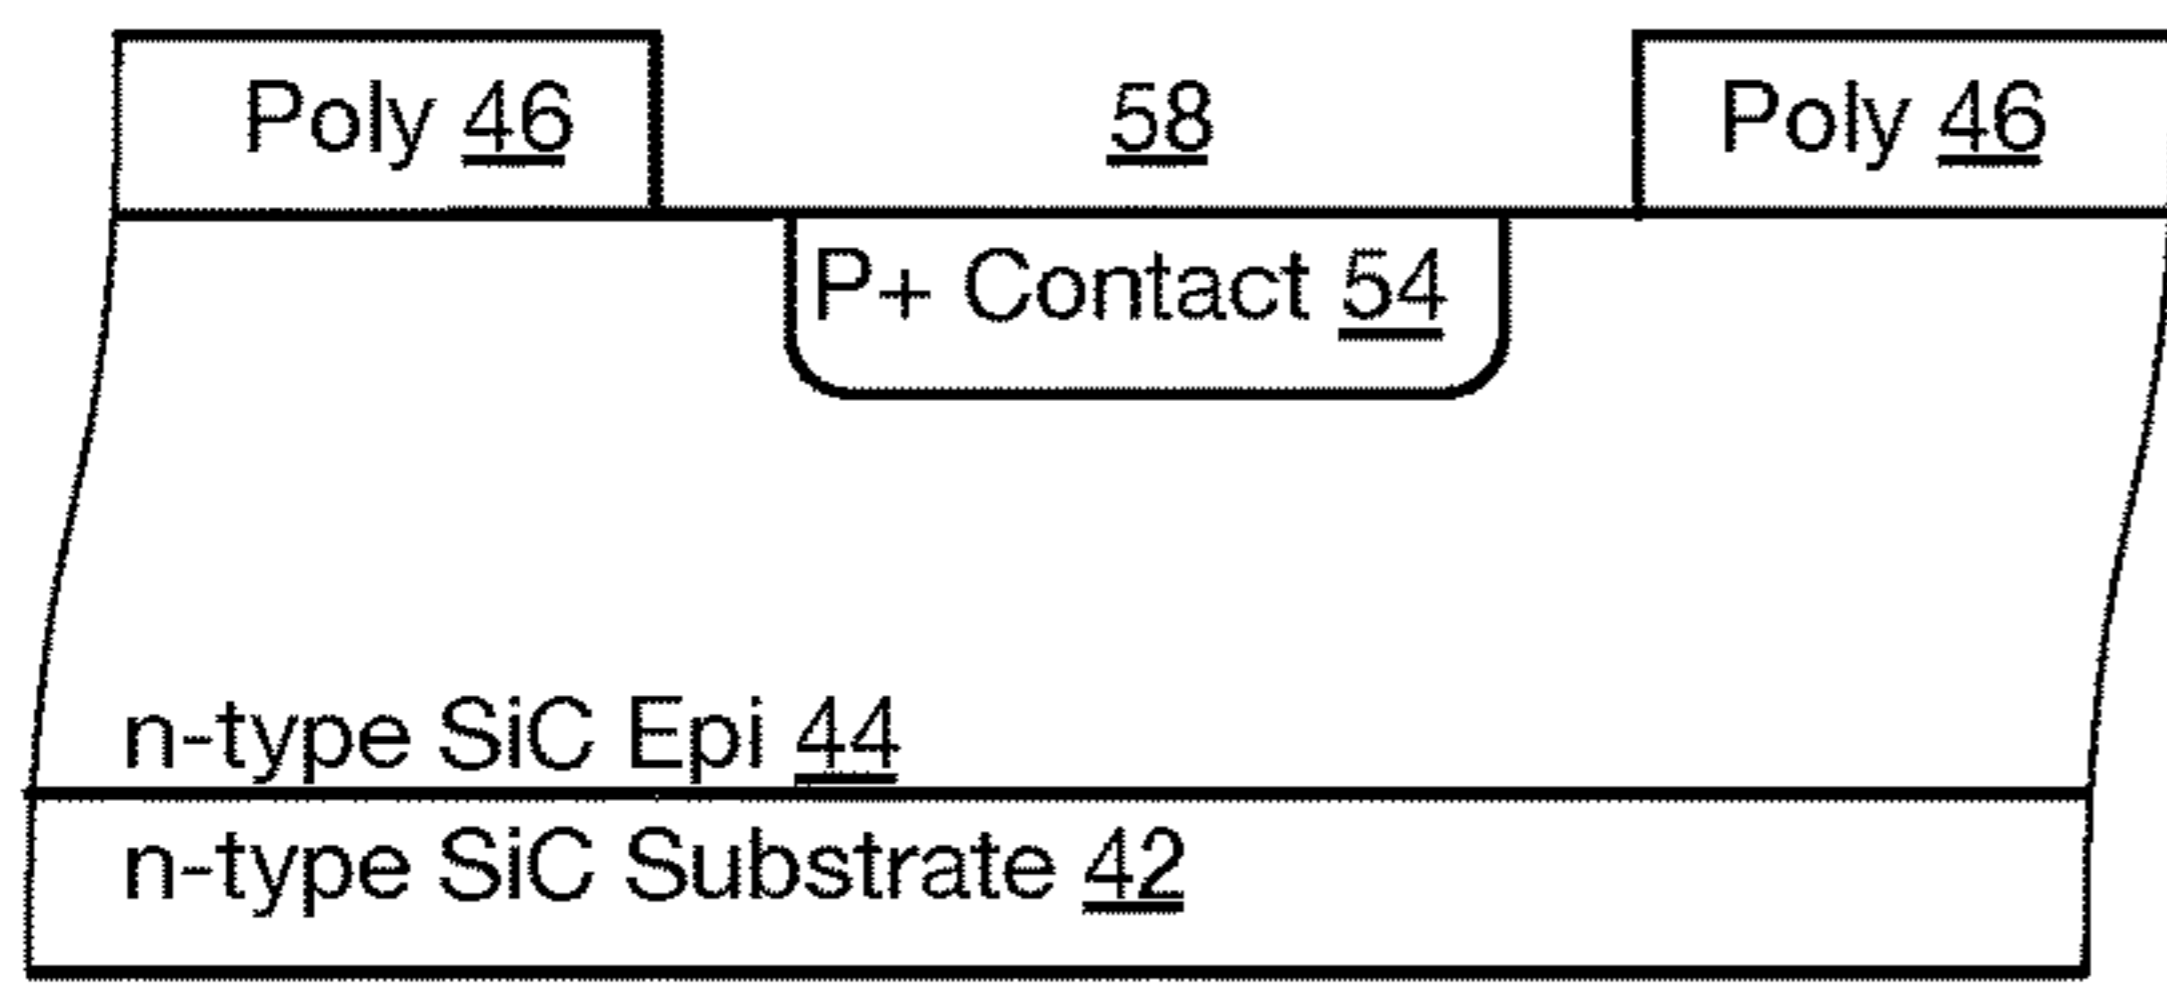 Poly 46 58 Poly 46
P+ Contact 54
n-type SiC Epi 44
n-type SiC Substrate 42